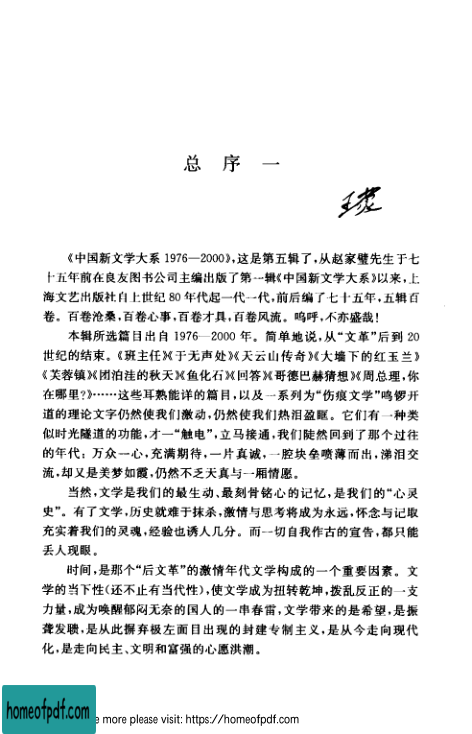 总 序 一
王蒙
《中国新文学大系 1976—2000》,这是第五辑了,从赵家璧先生于七
十五年前在良友图书公司主编出版了第一辑《中国新文学大系》以来,上
海文艺出版社自上世纪 80 年代起一代一代,前后编了七十五年,五辑百
卷。百卷沧桑,百卷心事,百卷才具,百卷风流。呜呼,不亦盛哉!
本辑所选篇目出自 1976—2000 年。简单地说,从“文革”后到 20
世纪的结束。《班主任》《于无声处》《天云山传奇》《大墙下的红玉兰》
《芙蓉镇》《团泊洼的秋天》《鱼化石》《回答》《哥德巴赫猜想》《周总理,你
在哪里?》……这些耳熟能详的篇目,以及一系列为“伤痕文学”鸣锣开
道的理论文字仍然使我们激动,仍然使我们热泪盈眶。它们有一种类
似时光隧道的功能,才一“触电”,立马接通,我们陡然回到了那个过往
的年代:万众一心,充满期待,一片真诚,一腔块垒喷薄而出,涕泪交
流,却又是美梦如霞,仍然不乏天真与一厢情愿。
当然,文学是我们的最生动、最刻骨铭心的记忆,是我们的“心灵
史”。有了文学,历史就难于抹杀,激情与思考将成为永远,怀念与记取
充实着我们的灵魂,经验也诱人几分。而一切自我作古的宣告,都只能
丢人现眼。
时间,是那个“后文革”的激情年代文学构成的一个重要因素。文
学的当下性(还不止有当代性),使文学成为扭转乾坤,拨乱反正的一支
力量,成为唤醒郁闷无奈的国人的一串春雷,文学带来的是希望,是振
聋发聩,是从此摒弃极左面目出现的封建专制主义,是从今走向现代
化,是走向民主、文明和富强的心愿洪潮。
homeofpdf.com
e more please visit: https://homeofpdf.com